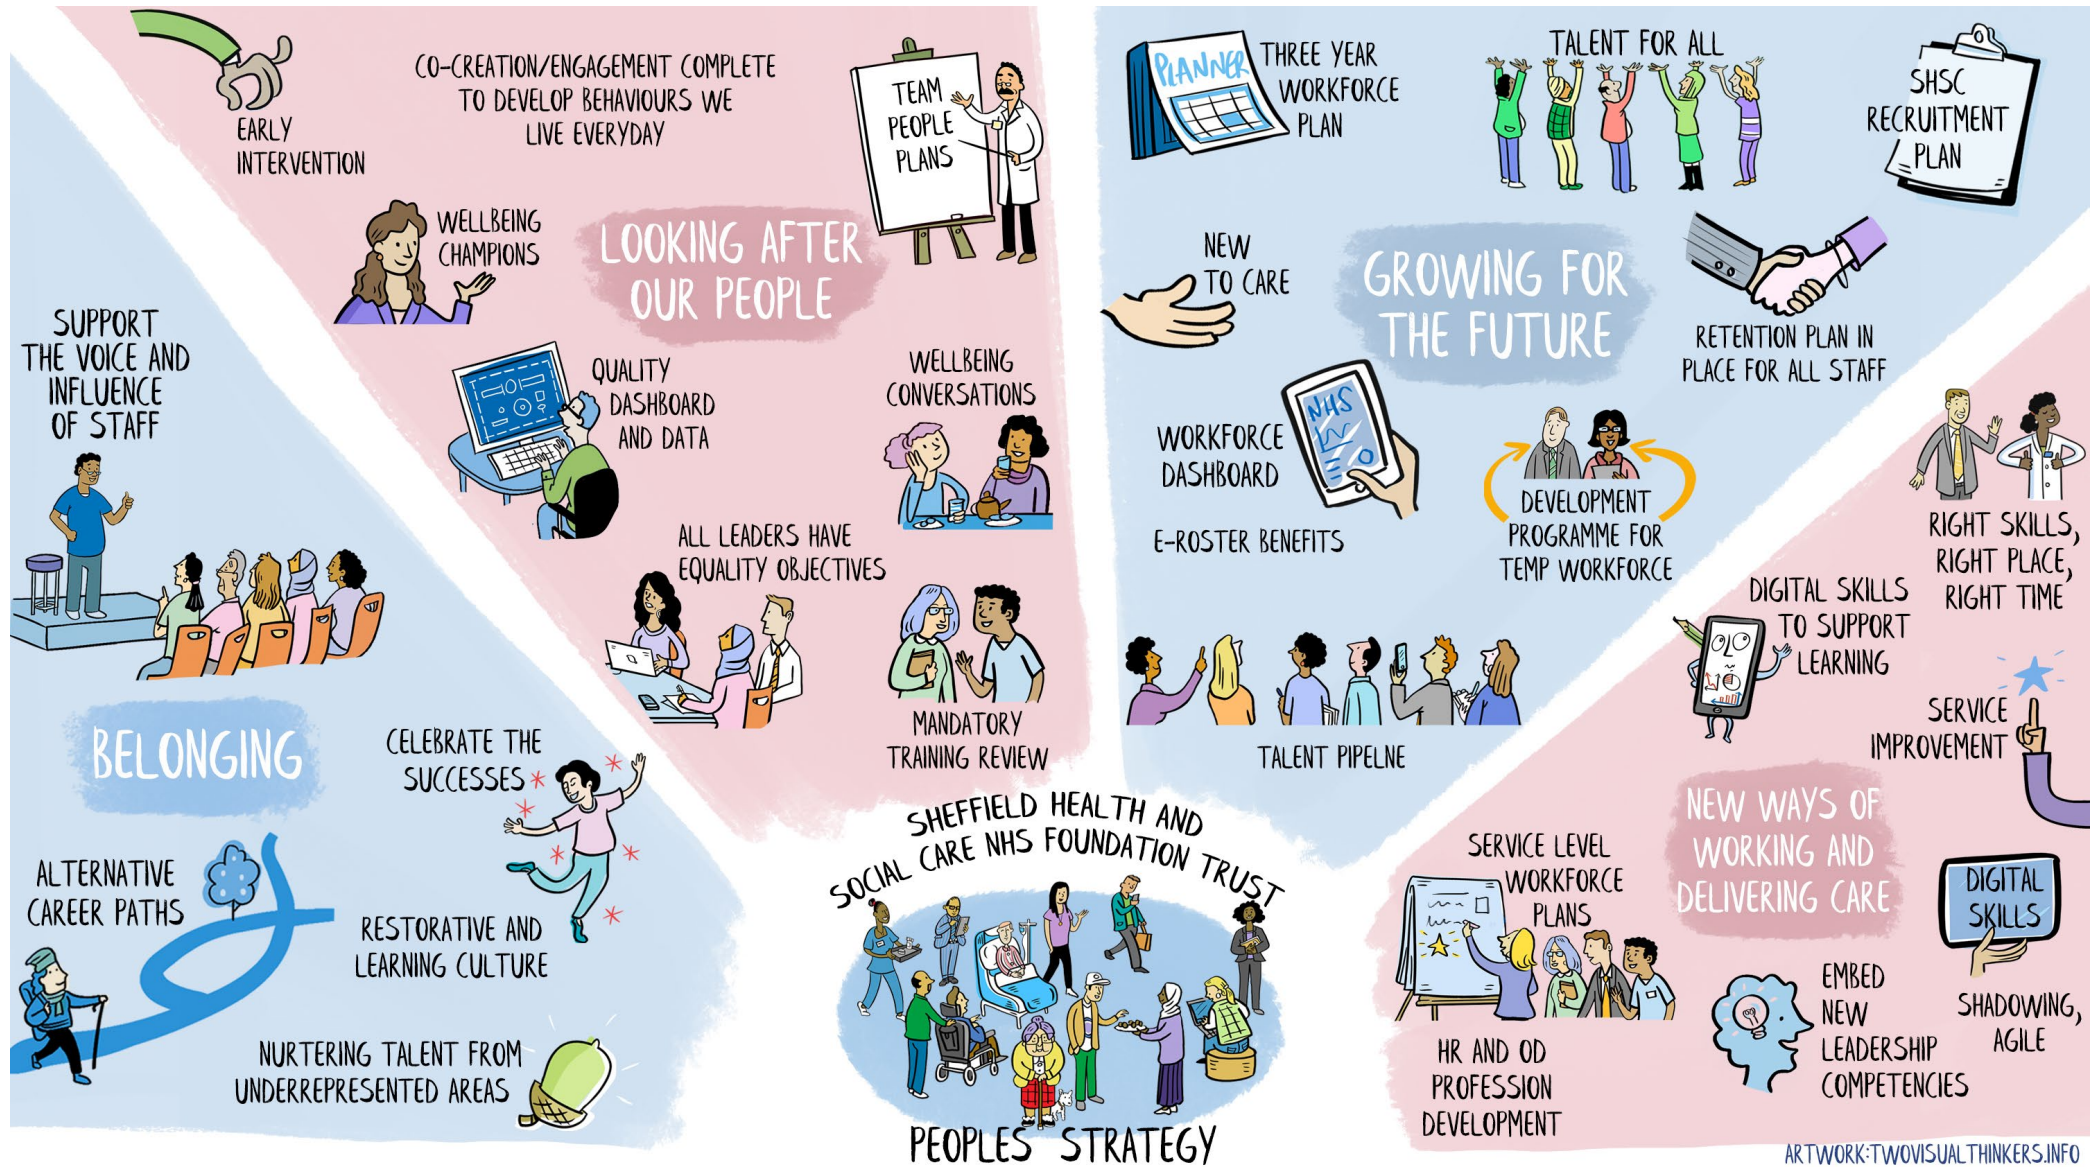 EARLY
INTERVENTION
CO-CREATION/ENGAGEMENT COMPLETE
TO DEVELOP BEHAVIOURS WE
LIVE EVERYDAY
TEAM
PEOPLE
PLANS
WELLBEING
CHAMPIONS
LOOKING AFTER
OUR PEOPLE
QUALITY
DASHBOARD
AND DATA
WELLBEING
CONVERSATIONS
ALL LEADERS HAVE
EQUALITY OBJECTIVES
MANDATORY
TRAINING REVIEW
SUPPORT
THE VOICE AND
INFLUENCE
OF STAFF
BELONGING
CELEBRATE THE
SUCCESSES
ALTERNATIVE
CAREER PATHS
RESTORATIVE AND
LEARNING CULTURE
NURTERING TALENT FROM
UNDERREPRESENTED AREAS
PLANNER
THREE YEAR
WORKFORCE
PLAN
TALENT FOR ALL
SHSC
RECRUITMENT
PLAN
NEW
TO CARE
GROWING FOR
THE FUTURE
RETENTION PLAN IN
PLACE FOR ALL STAFF
WORKFORCE
DASHBOARD
NHS
E-ROSTER BENEFITS
DEVELOPMENT
PROGRAMME FOR
TEMP WORKFORCE
TALENT PIPELNE
RIGHT SKILLS,
RIGHT PLACE,
RIGHT TIME
DIGITAL SKILLS
TO SUPPORT
LEARNING
SERVICE
IMPROVEMENT
NEW WAYS OF
WORKING AND
DELIVERING CARE
SERVICE LEVEL
WORKFORCE
PLANS
DIGITAL
SKILLS
HR AND OD
PROFESSION
DEVELOPMENT
EMBED
NEW
LEADERSHIP
COMPETENCIES
SHADOWING,
AGILE
SHEFFIELD HEALTH AND
SOCIAL CARE NHS FOUNDATION TRUST
PEOPLES STRATEGY
ARTWORK:TWOVISUALTHINKERS.INFO